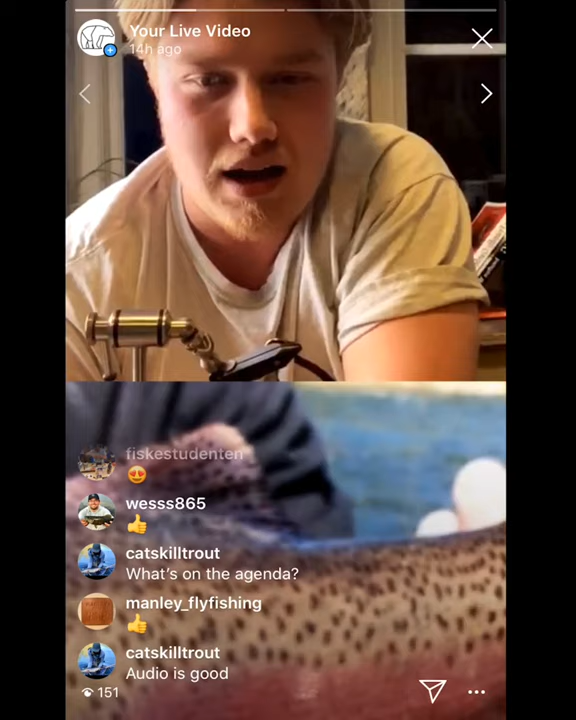 Your Live Video
14h ago
fiskestudenten
😍
wesss865
👍
catskilltrout
What's on the agenda?
manley_flyfishing
👍
catskilltrout
Audio is good
151